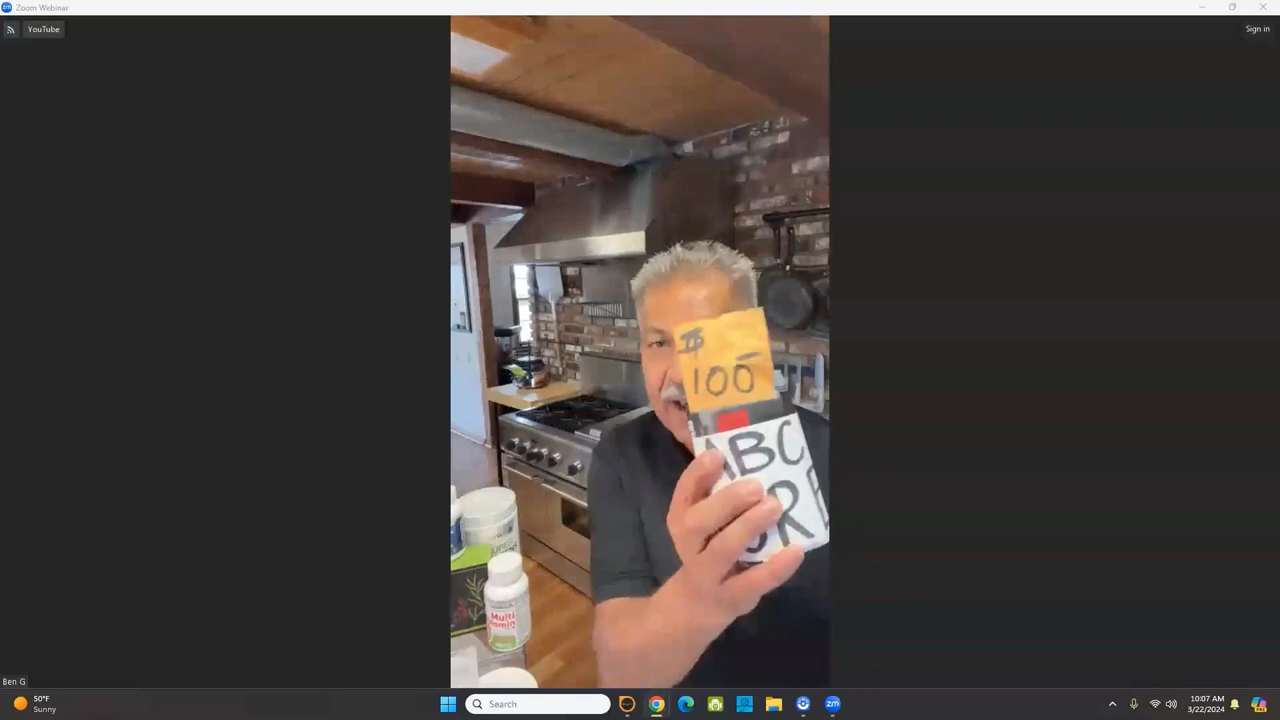 Zoom Webinar
YouTube
Sign in
$
100
ABC
Multi
Ben G
50°F
Sunny
Search
10:07 AM
3/22/2024